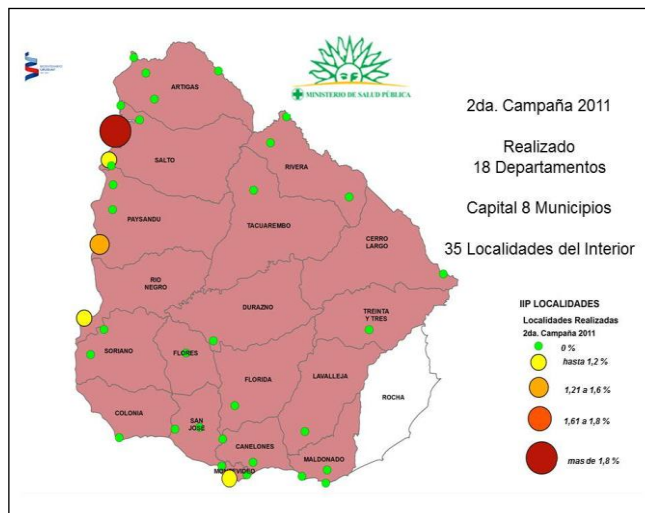 MINISTERIO DE SALUD PÚBLICA
2da. Campaña 2011
Realizado
18 Departamentos
Capital 8 Municipios
35 Localidades del Interior
ARTIGAS
SALTO
RIVERA
PAYSANDU
TACUAREMBO
CERRO
LARGO
RIO
NEGRO
DURAZNO
TREINTA
Y TRES
SORIANO
FLORES
FLORIDA
LAVALLEJA
ROCHA
COLONIA
SAN
JOSE
CANELONES
MALDONADO
MONTEVIDEO
IIP LOCALIDADES
Localidades Realizadas
2da. Campaña 2011
0 %
hasta 1,2 %
1,21 a 1,6 %
1,61 a 1,8 %
mas de 1,8 %